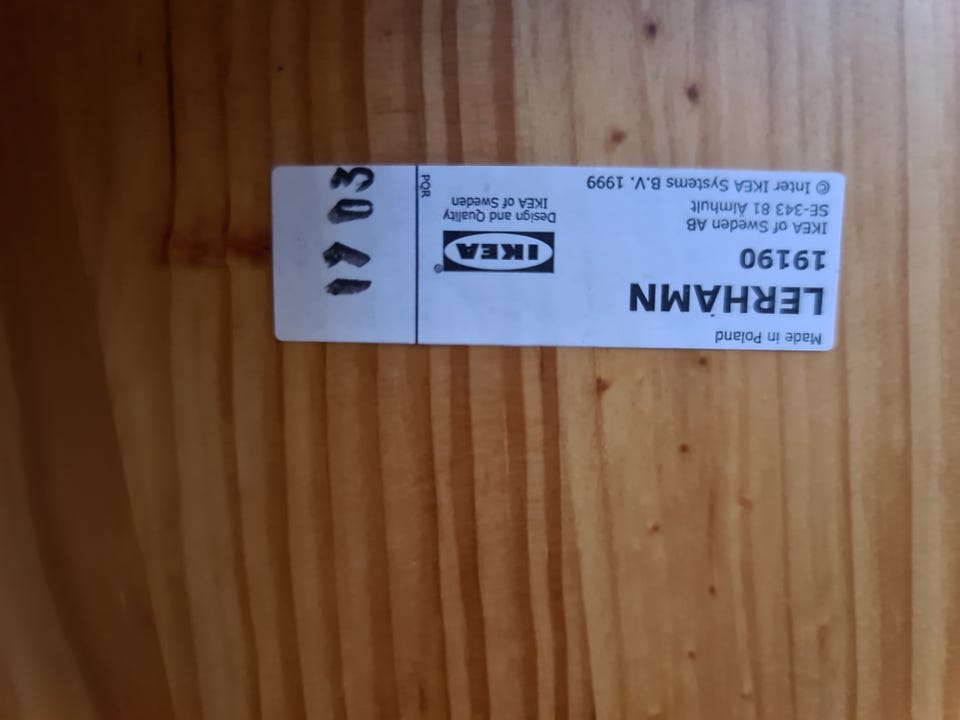 Made in Poland
LERHAMN
19190
IKEA of Sweden AB
SE-343 81 Älmhult
© Inter IKEA Systems B.V. 1999
IKEA®
Design and Quality
IKEA of Sweden
PQR
03